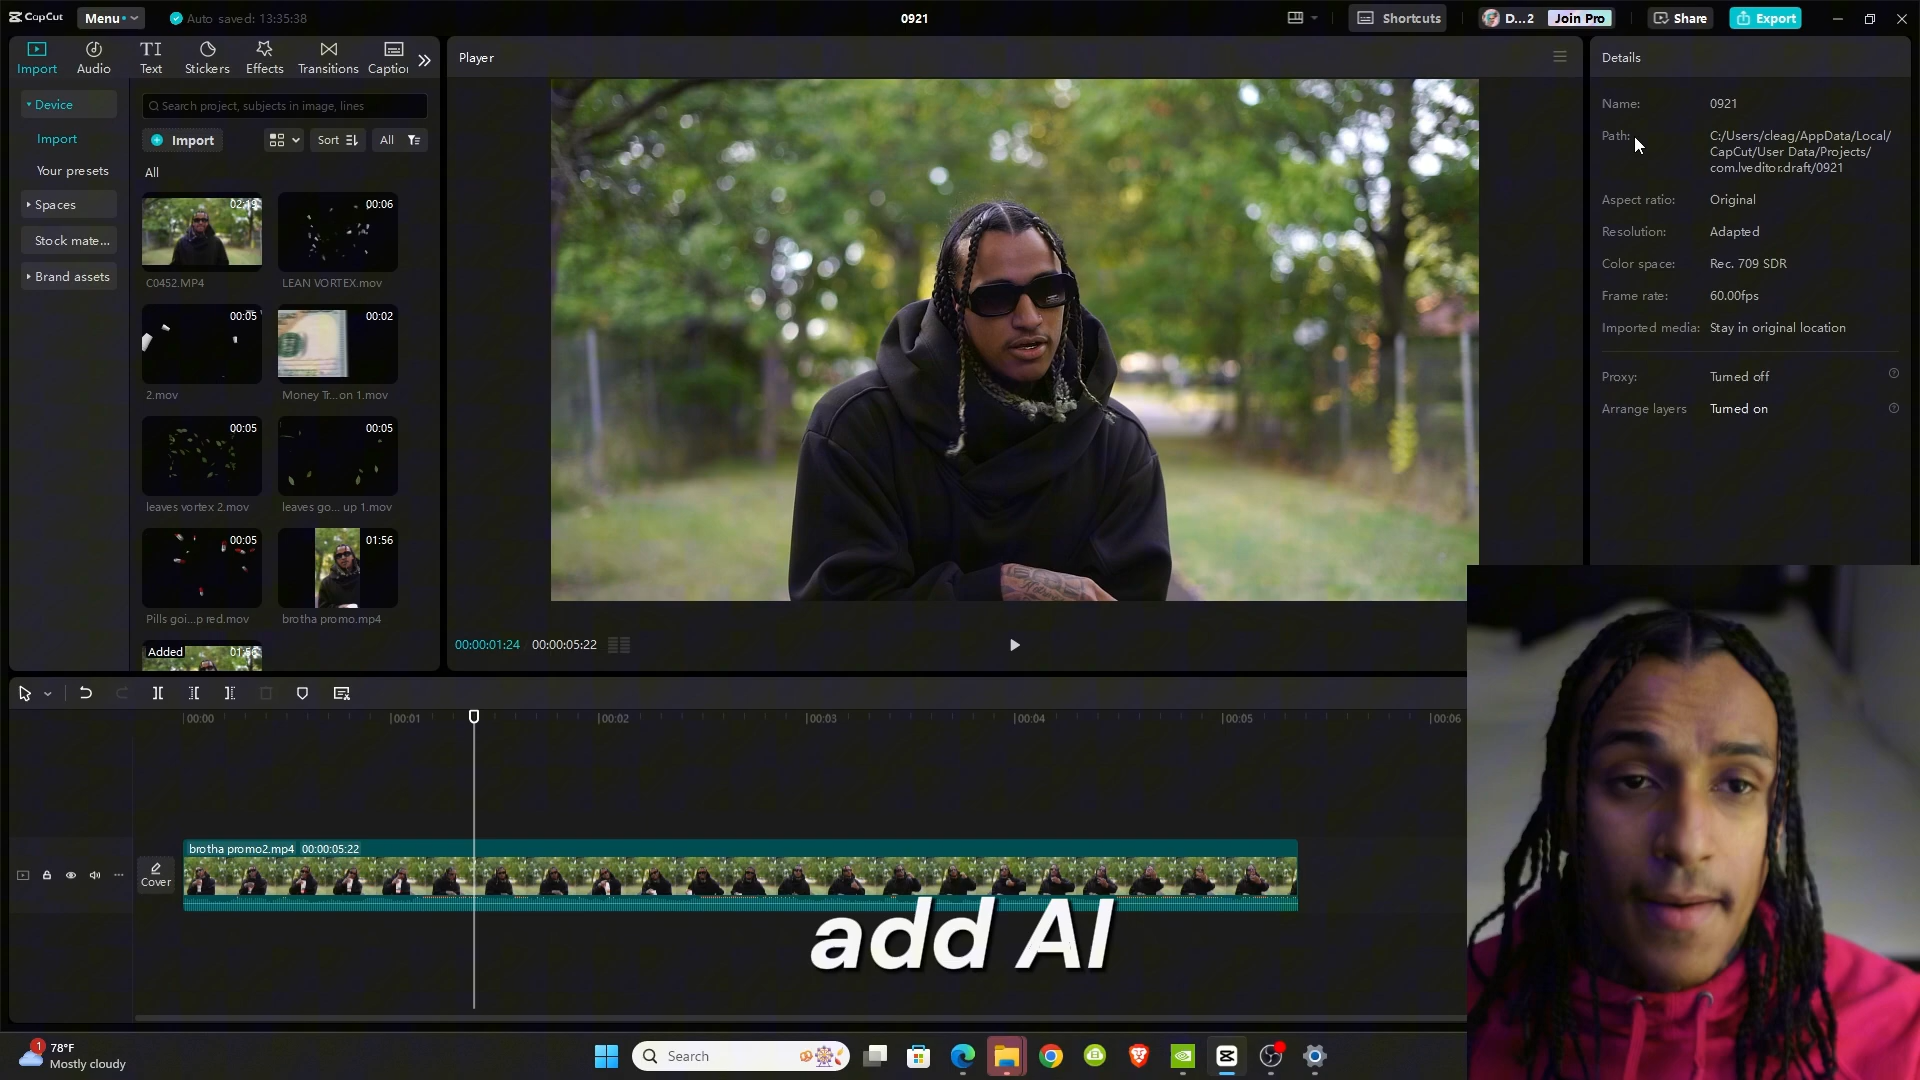 CapCut
Menu
Auto saved: 13:35:38
0921
Shortcuts
D...2
Join Pro
Share
Export
Import
Audio
TI
Text
Stickers
Effects
Transitions
Captio
Device
Import
Your presets
Spaces
Stock mate...
Brand assets
Search project, subjects in image, lines
Import
Sort
All
All
02:19
C0452.MP4
00:06
LEAN VORTEX.mov
00:05
2.mov
00:02
Money Tr...on 1.mov
00:05
leaves vortex 2.mov
00:05
leaves go... up 1.mov
00:05
Pills goi...p red.mov
01:56
brotha promo.mp4
Added
01:56
Player
00:00:01:24
00:00:05:22
Details
Name:
0921
Path:
C:/Users/cleag/AppData/Local/
CapCut/User Data/Projects/
com.lveditor.draft/0921
Aspect ratio:
Original
Resolution:
Adapted
Color space:
Rec. 709 SDR
Frame rate:
60.00fps
Imported media:
Stay in original location
Proxy:
Turned off
Arrange layers
Turned on
00:00
00:01
00:02
00:03
00:04
00:05
00:06
Cover
brotha promo2.mp4
00:00:05:22
add AI
1
78°F
Mostly cloudy
Search